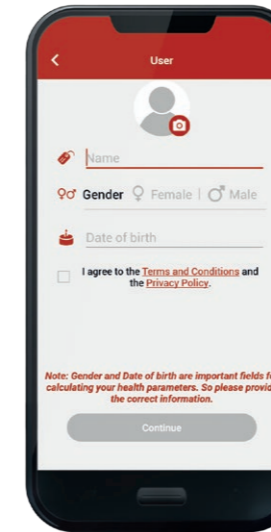 User
Name
Gender Female | Male
Date of birth
I agree to the Terms and Conditions and
the Privacy Policy.
Note: Gender and Date of birth are important fields fo
calculating your health parameters. So please provid
the correct information.
Continue